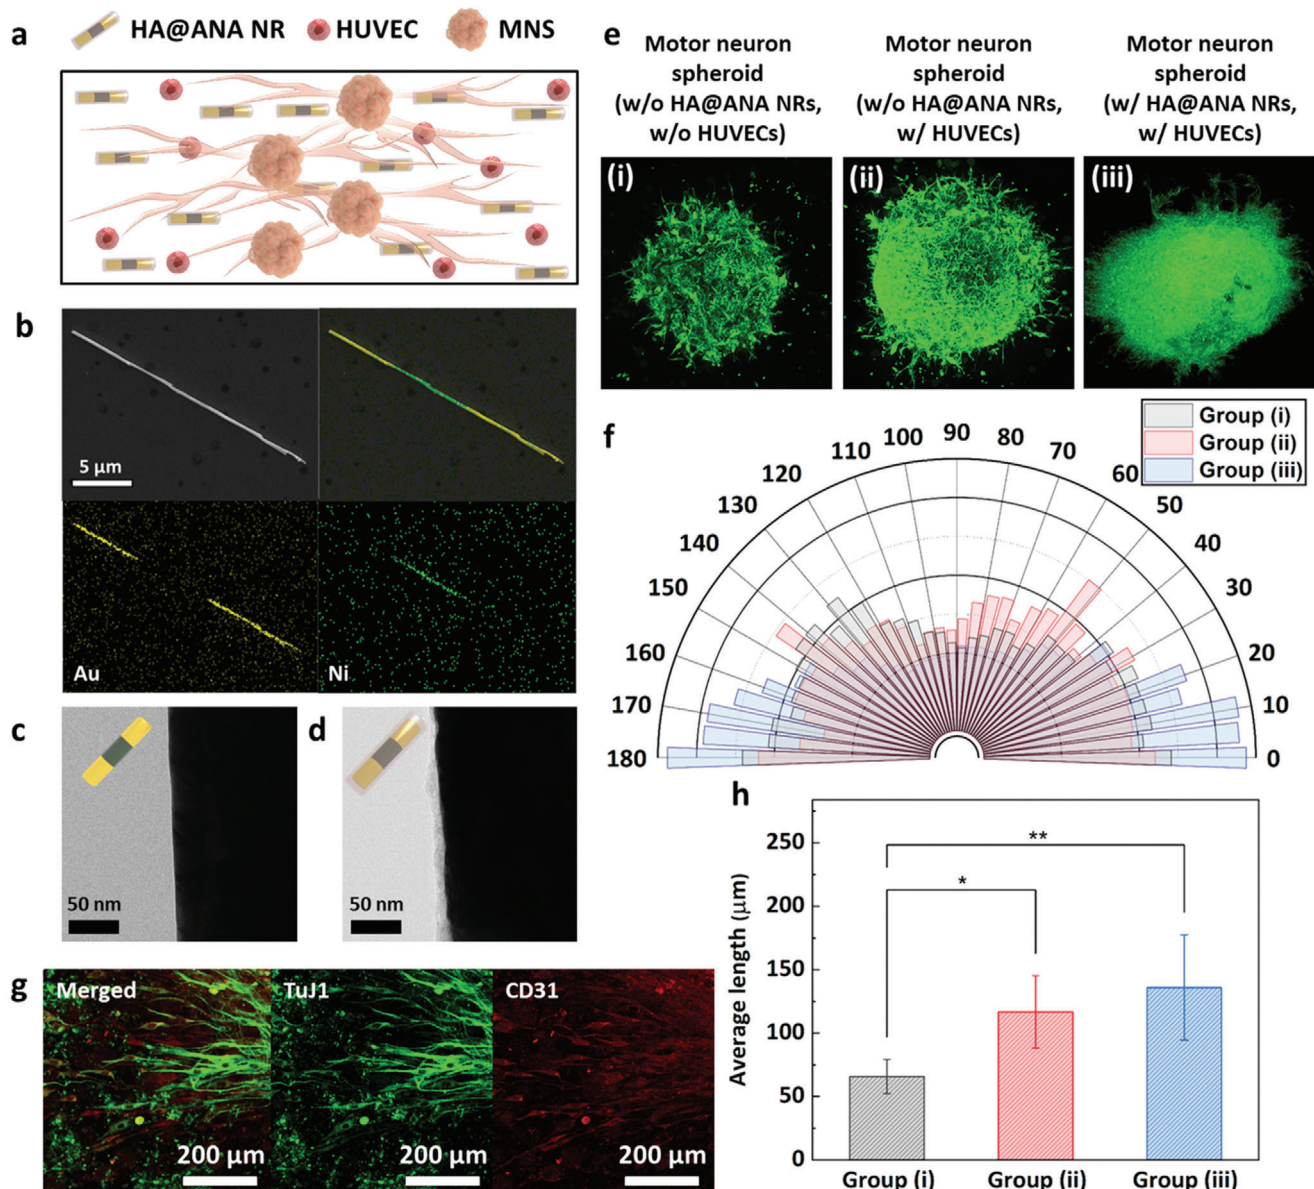 a
HA@ANA NR
HUVEC
MNS
b
5 μm
Au
Ni
c
50 nm
d
50 nm
e
Motor neuron
spheroid
(w/o HA@ANA NRs,
w/o HUVECs)
Motor neuron
spheroid
(w/o HA@ANA NRs,
w/ HUVECs)
Motor neuron
spheroid
(w/ HA@ANA NRs,
w/ HUVECs)
(i)
(ii)
(iii)
f
Group (i)
Group (ii)
Group (iii)
180
170
160
150
140
130
120
110
100
90
80
70
60
50
40
30
20
10
0
g
Merged
200 μm
TuJ1
200 μm
CD31
200 μm
h
Average length (μm)
250
200
150
100
50
0
*
**
Group (i)
Group (ii)
Group (iii)